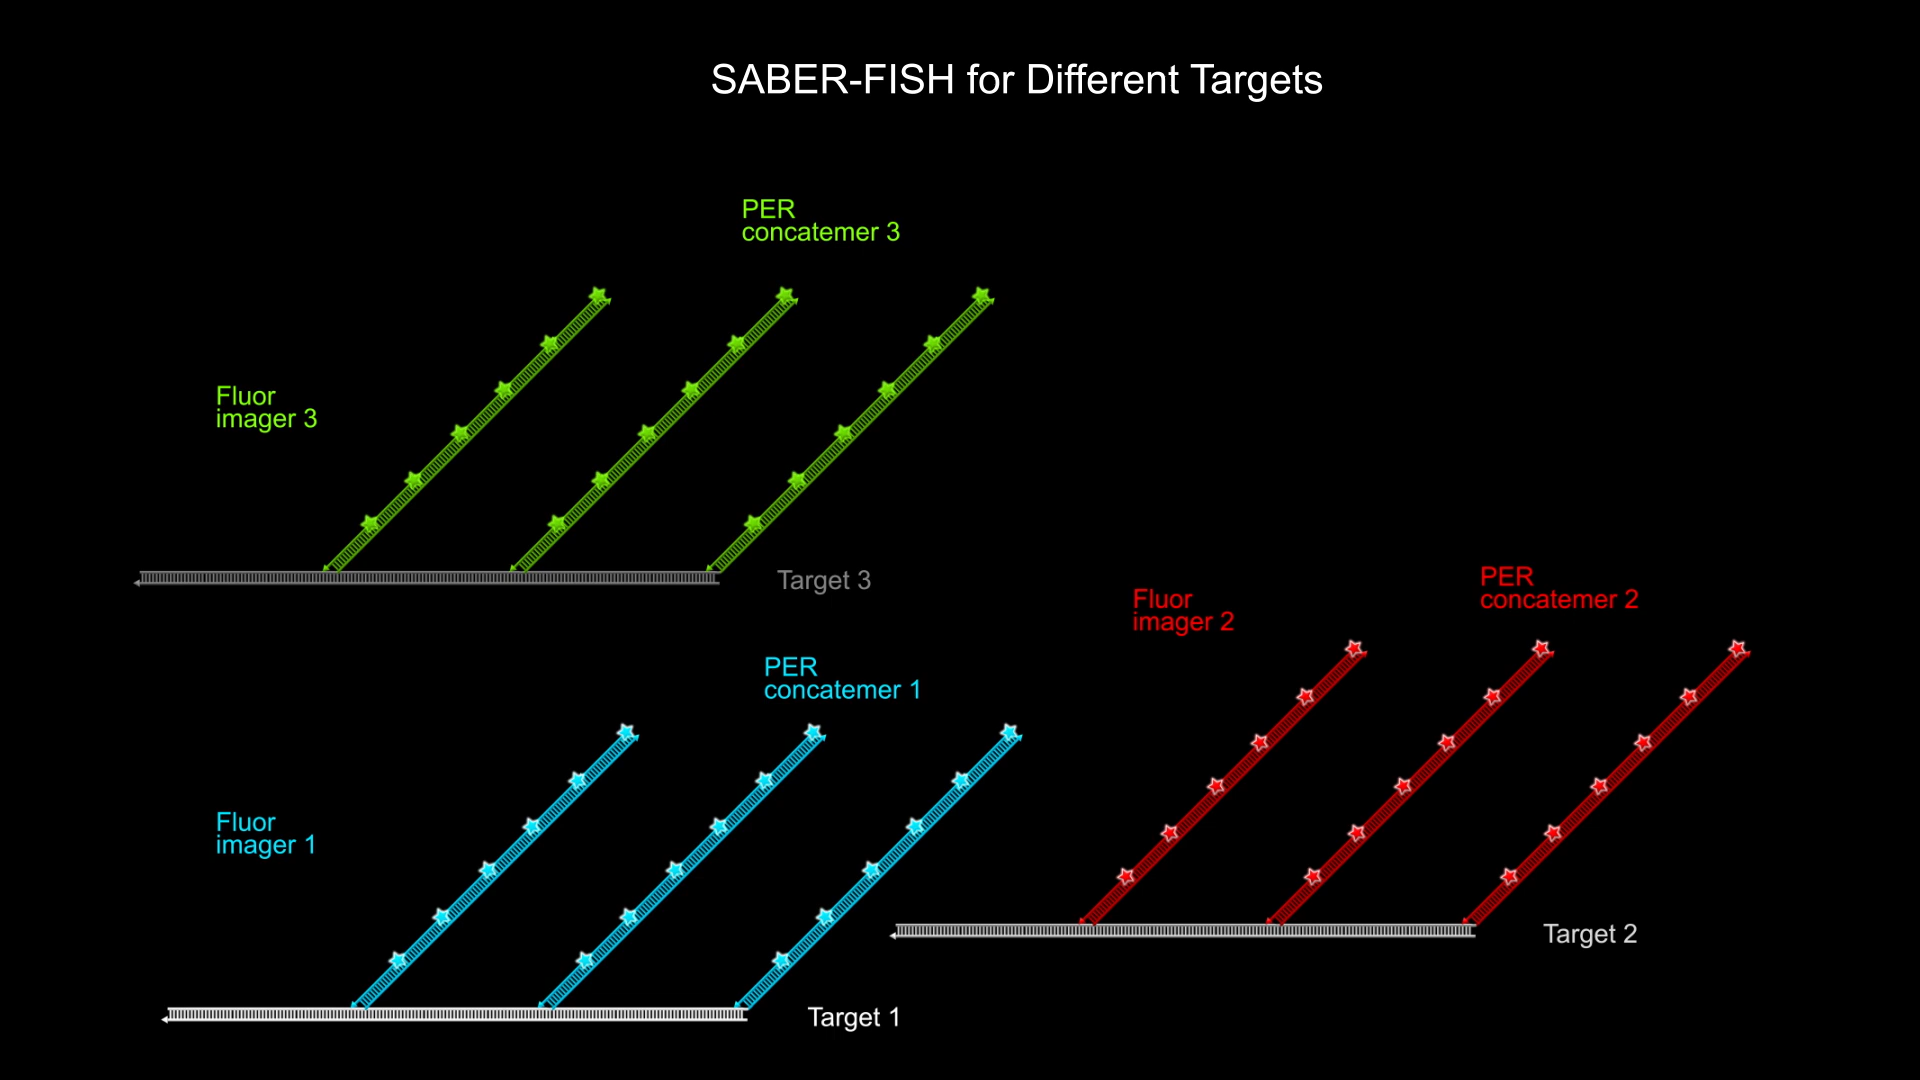 SABER-FISH for Different Targets
PER
concatemer 3
Fluor
imager 3
Target 3
Fluor
imager 2
PER
concatemer 2
PER
concatemer 1
Fluor
imager 1
Target 2
Target 1